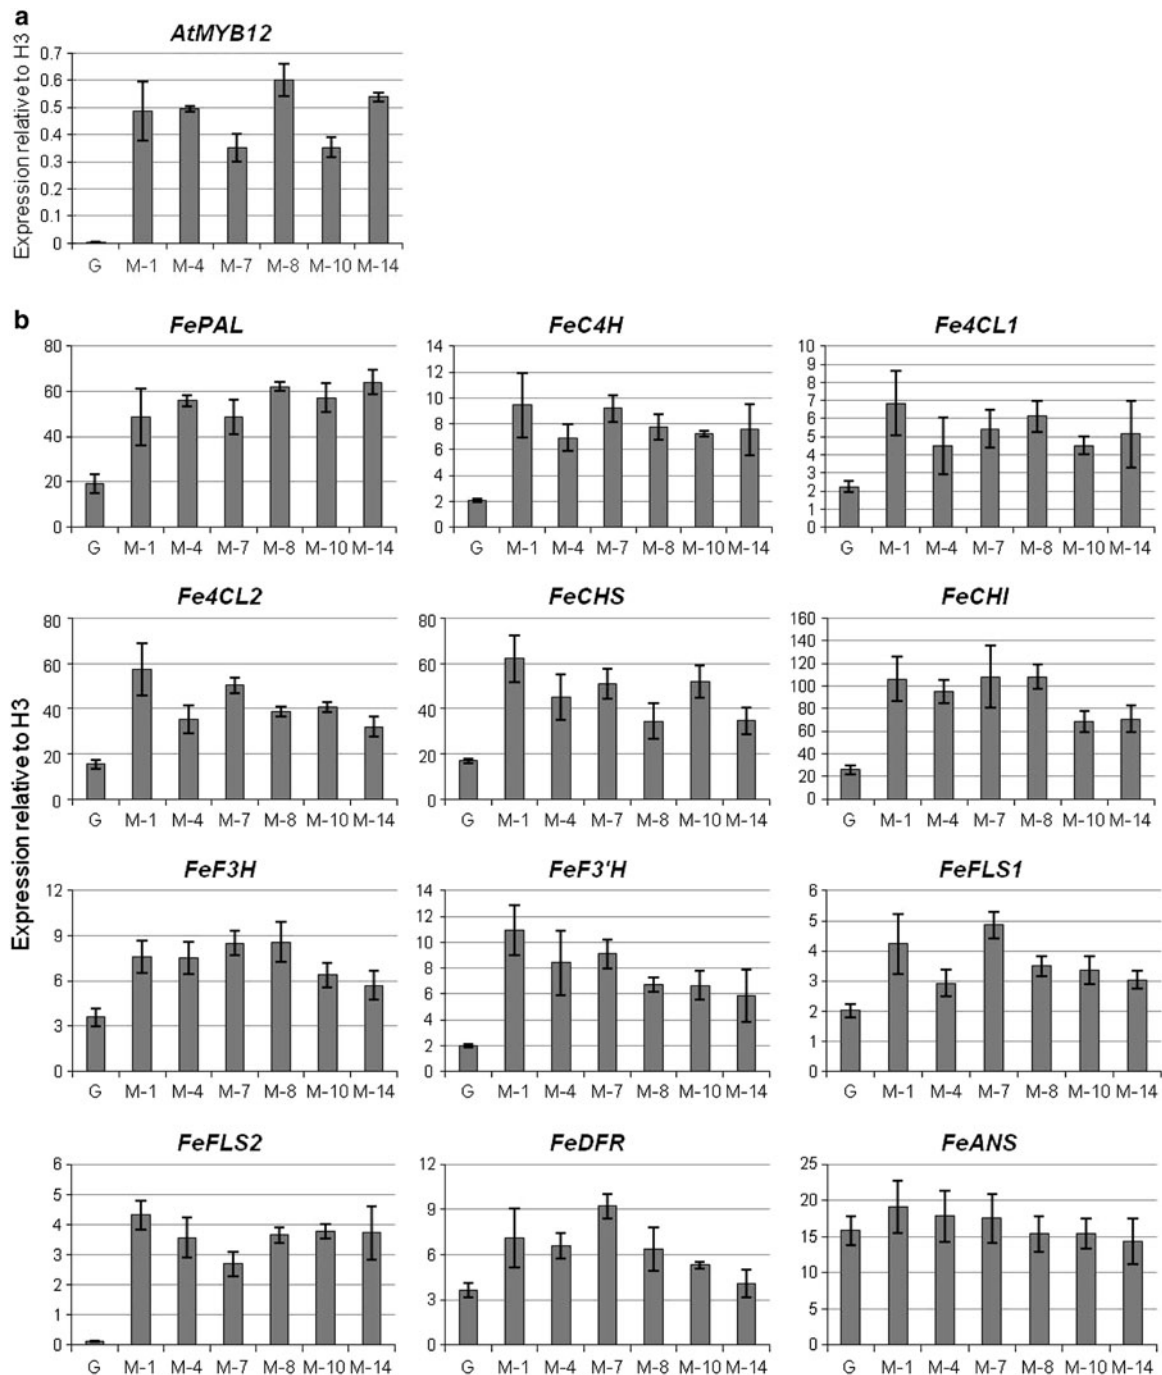 a
AtMYB12
Expression relative to H3
0.7
0.6
0.5
0.4
0.3
0.2
0.1
0
G M-1 M-4 M-7 M-8 M-10 M-14
b
Expression relative to H3
FePAL
80
60
40
20
0
G M-1 M-4 M-7 M-8 M-10 M-14
FeC4H
14
12
10
8
6
4
2
0
G M-1 M-4 M-7 M-8 M-10 M-14
Fe4CL1
10
9
8
7
6
5
4
3
2
1
0
G M-1 M-4 M-7 M-8 M-10 M-14
Fe4CL2
80
60
40
20
0
G M-1 M-4 M-7 M-8 M-10 M-14
FeCHS
80
60
40
20
0
G M-1 M-4 M-7 M-8 M-10 M-14
FeCHI
160
140
120
100
80
60
40
20
0
G M-1 M-4 M-7 M-8 M-10 M-14
FeF3H
12
9
6
3
0
G M-1 M-4 M-7 M-8 M-10 M-14
FeF3'H
14
12
10
8
6
4
2
0
G M-1 M-4 M-7 M-8 M-10 M-14
FeFLS1
6
5
4
3
2
1
0
G M-1 M-4 M-7 M-8 M-10 M-14
FeFLS2
6
5
4
3
2
1
0
G M-1 M-4 M-7 M-8 M-10 M-14
FeDFR
12
9
6
3
0
G M-1 M-4 M-7 M-8 M-10 M-14
FeANS
25
20
15
10
5
0
G M-1 M-4 M-7 M-8 M-10 M-14